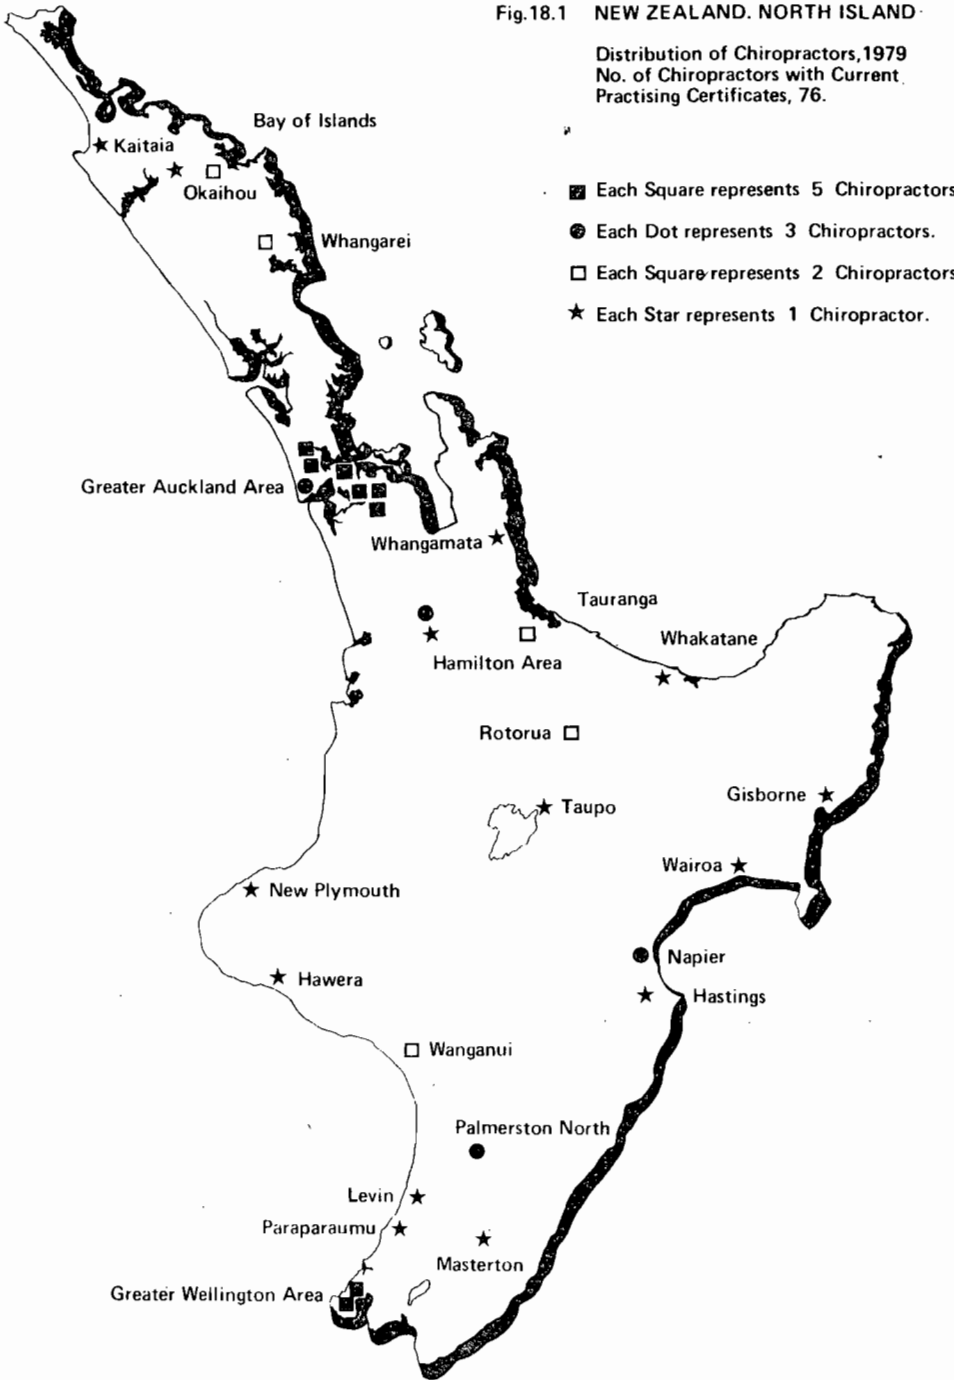 Fig.18.1 NEW ZEALAND. NORTH ISLAND
Distribution of Chiropractors,1979
No. of Chiropractors with Current
Practising Certificates, 76.
Each Square represents 5 Chiropractors
Each Dot represents 3 Chiropractors.
Each Square represents 2 Chiropractors
Each Star represents 1 Chiropractor.
Bay of Islands
Kaitaia
Okaihou
Whangarei
Greater Auckland Area
Whangamata
Tauranga
Whakatane
Hamilton Area
Rotorua
Gisborne
Taupo
Wairoa
New Plymouth
Napier
Hawera
Hastings
Wanganui
Palmerston North
Levin
Paraparaumu
Masterton
Greater Wellington Area